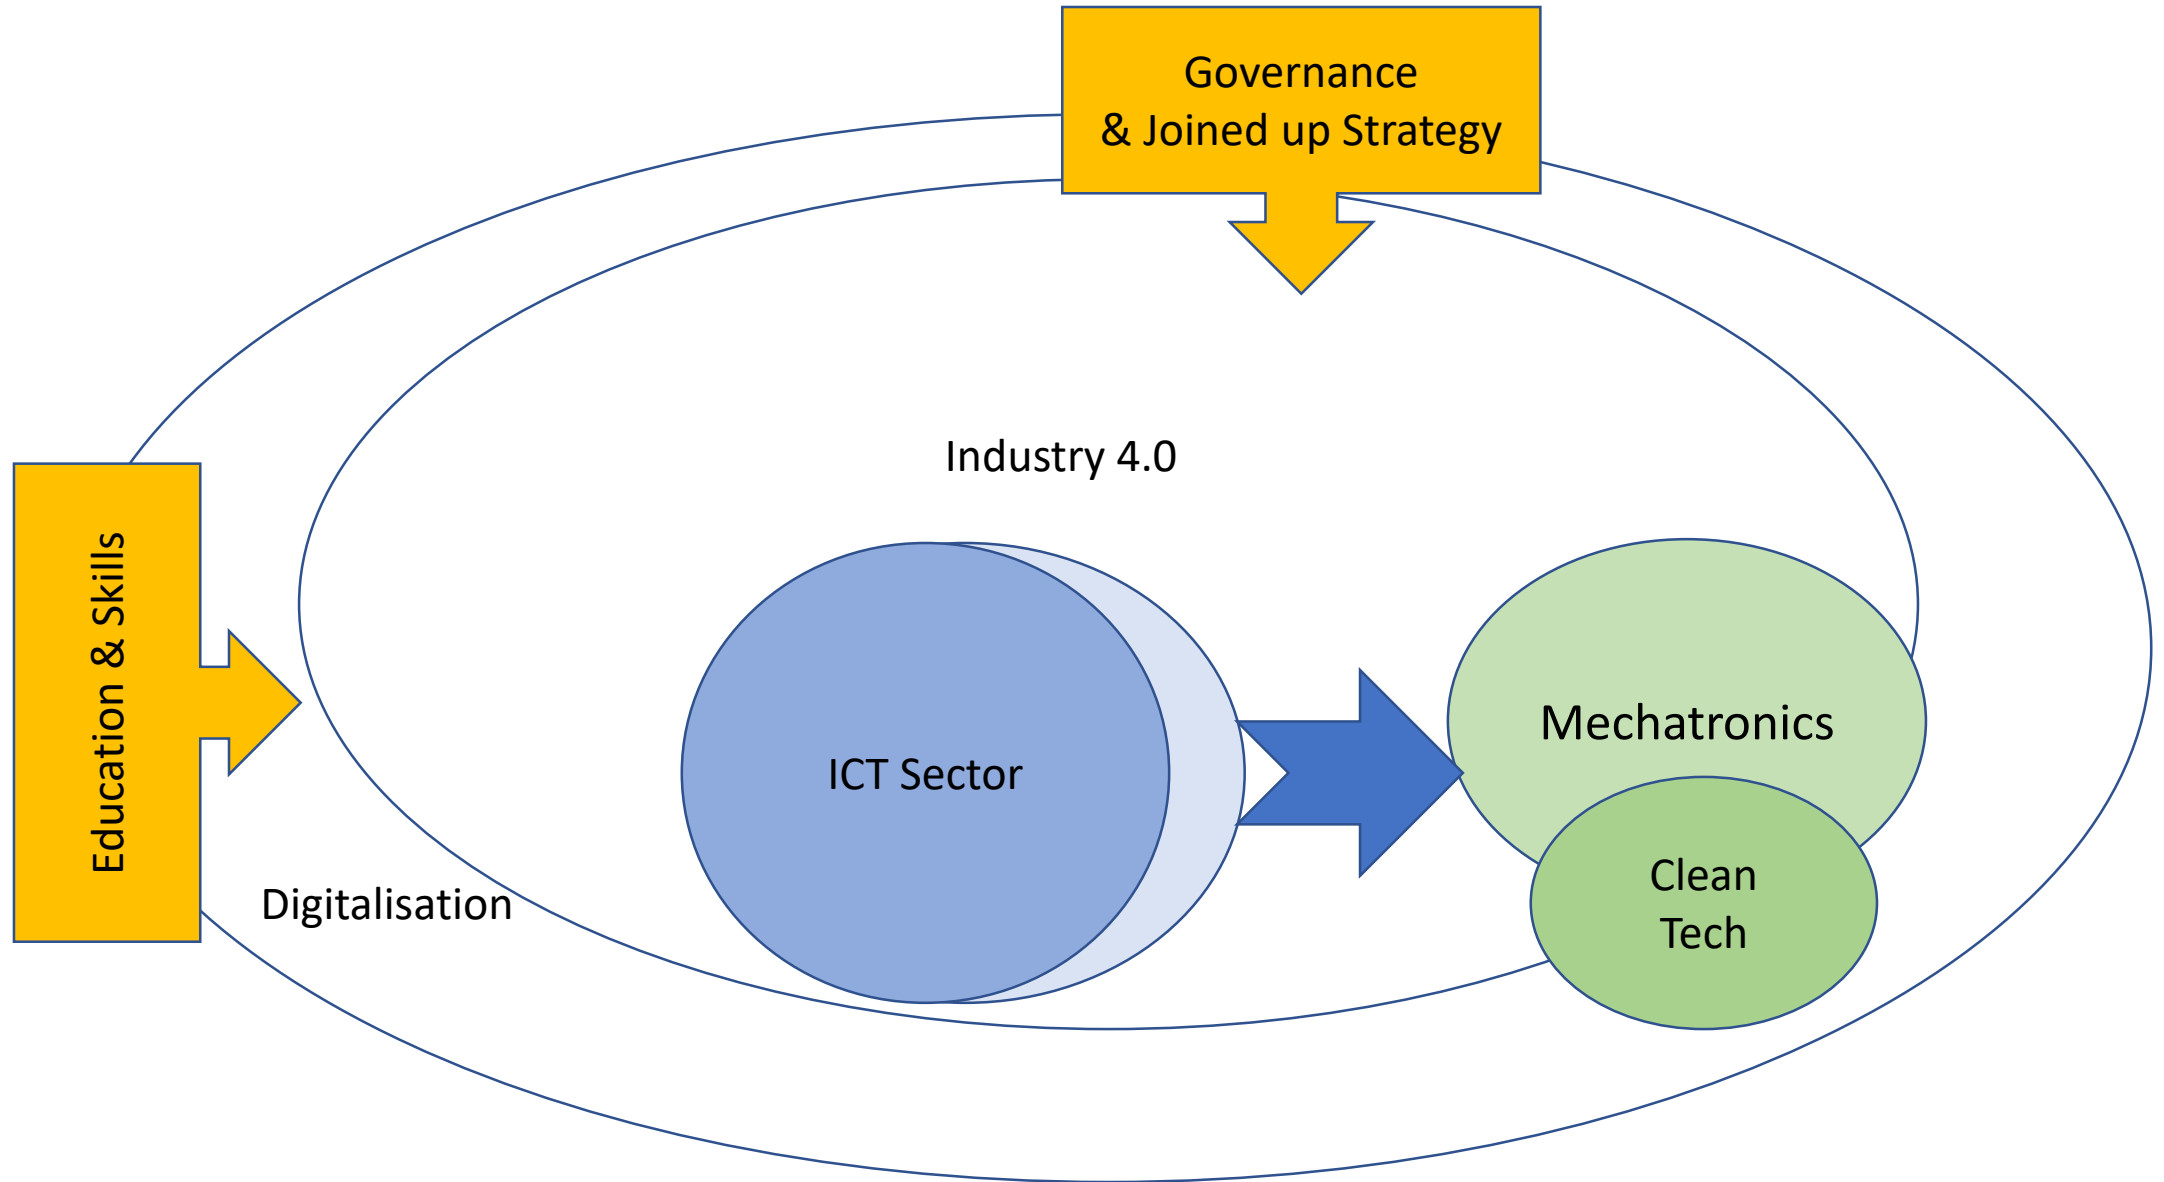 Governance
& Joined up Strategy
Industry 4.0
Education & Skills
Mechatronics
ICT Sector
Clean
Tech
Digitalisation